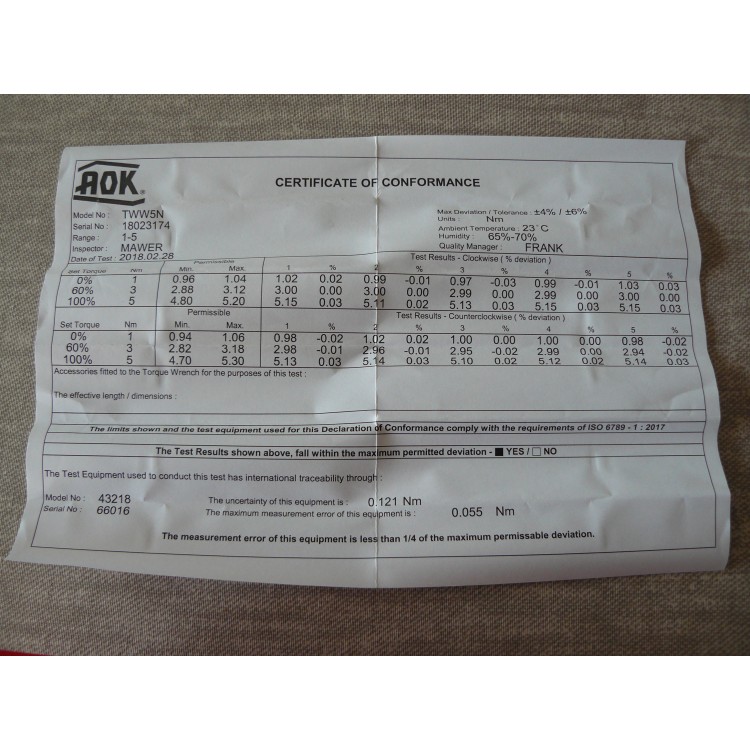 AOK®
CERTIFICATE OF CONFORMANCE
Model No : TWW5N
Serial No : 18023174
Range : 1-5
Inspector : MAWER
Date of Test : 2018.02.28
Max Deviation / Tolerance : ±4% / ±6%
Units : Nm
Ambient Temperature : 23°C
Humidity : 65%-70%
Quality Manager : FRANK
Permissible Test Results - Clockwise ( % deviation )
Set Torque Nm Min. Max. 1 % 2 % 3 % 4 % 5 %
0% 1 0.96 1.04 1.02 0.02 0.99 -0.01 0.97 -0.03 0.99 -0.01 1.03 0.03
60% 3 2.88 3.12 3.00 0.00 3.00 0.00 2.99 0.00 2.99 0.00 3.00 0.00
100% 5 4.80 5.20 5.15 0.03 5.11 0.02 5.13 0.03 5.15 0.03 5.15 0.03
Permissible Test Results - Counterclockwise ( % deviation )
Set Torque Nm Min. Max. 1 % 2 % 3 % 4 % 5 %
0% 1 0.94 1.06 0.98 -0.02 1.02 0.02 1.00 0.00 1.00 0.00 0.98 -0.02
60% 3 2.82 3.18 2.98 -0.01 2.96 -0.01 2.95 -0.02 2.99 0.00 2.94 -0.02
100% 5 4.70 5.30 5.13 0.03 5.14 0.03 5.10 0.02 5.12 0.02 5.14 0.03
Accessories fitted to the Torque Wrench for the purposes of this test :
The effective length / dimensions :
The limits shown and the test equipment used for this Declaration of Conformance comply with the requirements of ISO 6789 - 1 : 2017
The Test Results shown above, fall within the maximum permitted deviation - ■ YES / □ NO
The Test Equipment used to conduct this test has international traceability through :
Model No : 43218
Serial No : 66016
The uncertainty of this equipment is : 0.121 Nm
The maximum measurement error of this equipment is : 0.055 Nm
The measurement error of this equipment is less than 1/4 of the maximum permissable deviation.